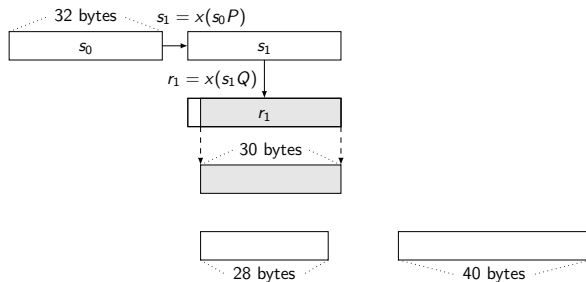 32 bytes
s₁ = x(s₀P)
s₀
s₁
r₁ = x(s₁Q)
r₁
30 bytes
28 bytes
40 bytes